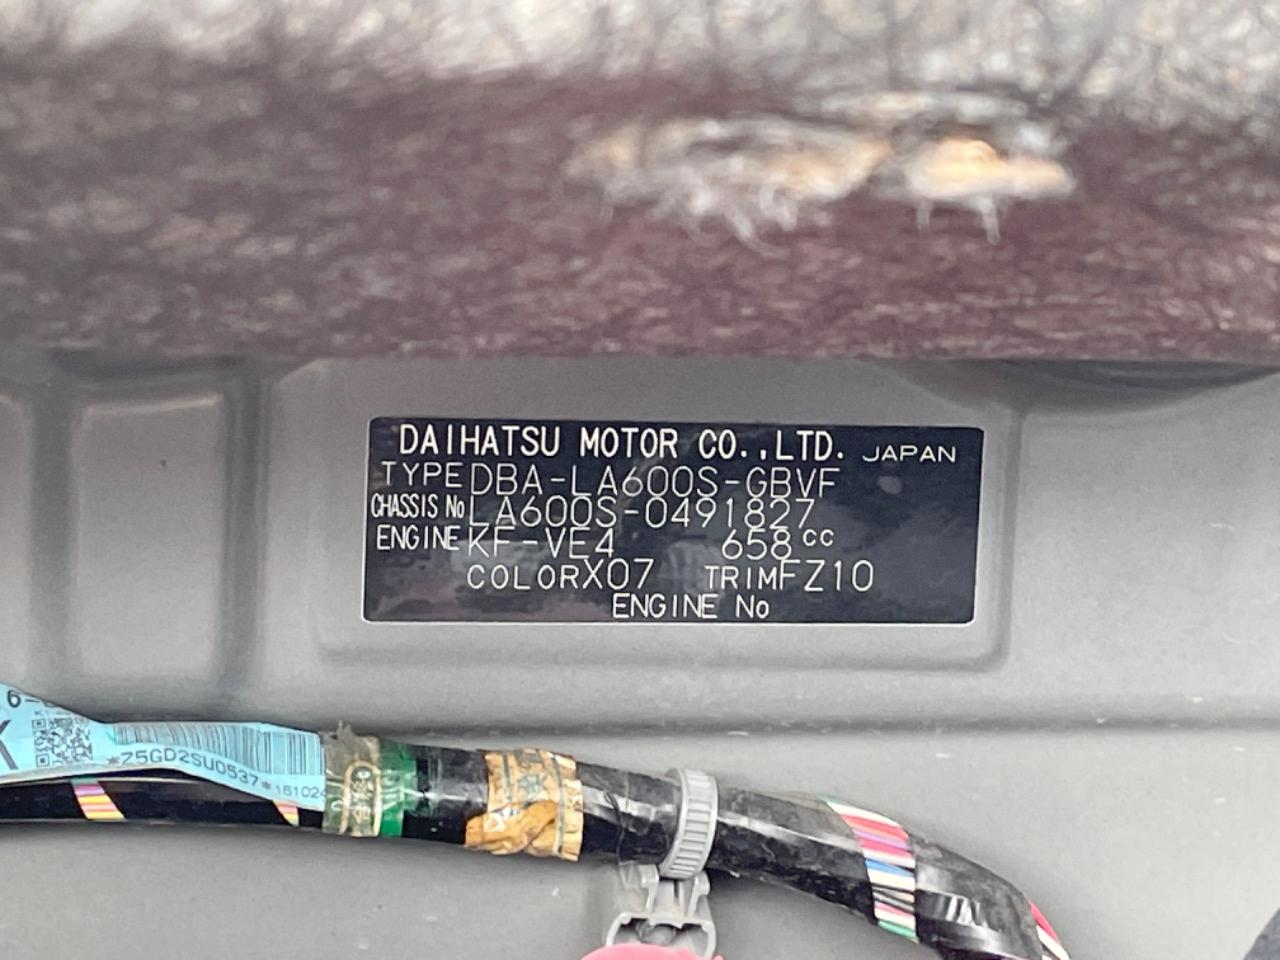 DAIHATSU MOTOR CO.,LTD. JAPAN
TYPE DBA-LA600S-GBVF
CHASSIS No LA600S-0491827
ENGINE KF-VE4 658cc
COLOR X07 TRIM FZ10
ENGINE No
*Z5GD2SU0537*